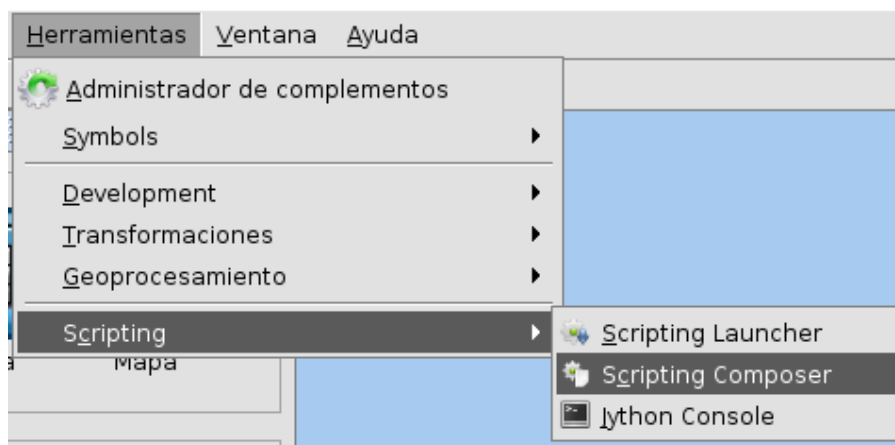 Herramientas Ventana Ayuda
Administrador de complementos
Symbols
Development
Transformaciones
Geoprocesamiento
Scripting
Scripting Launcher
Scripting Composer
Jython Console
a Mapa